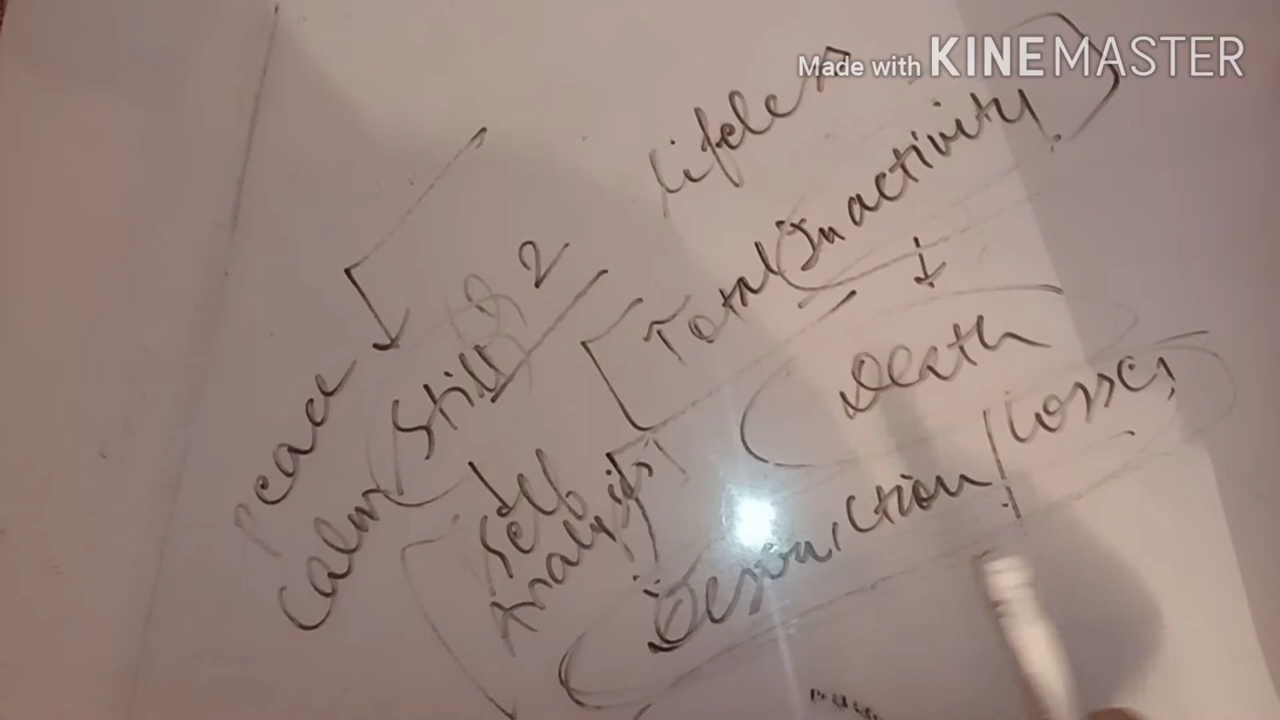 Made with KINEMASTER
Lifeless
Total Inactivity
Death
Destruction/Losses
2
Peace
Calm/Still
Self
Analysis